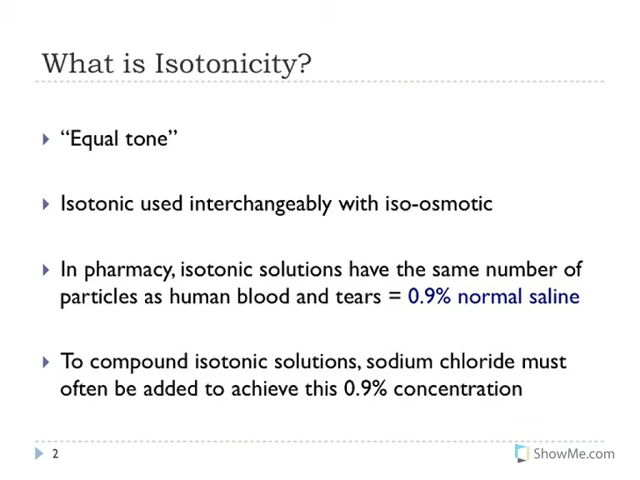 What is Isotonicity?
“Equal tone”
Isotonic used interchangeably with iso-osmotic
In pharmacy, isotonic solutions have the same number of
particles as human blood and tears = 0.9% normal saline
To compound isotonic solutions, sodium chloride must
often be added to achieve this 0.9% concentration
2
ShowMe.com